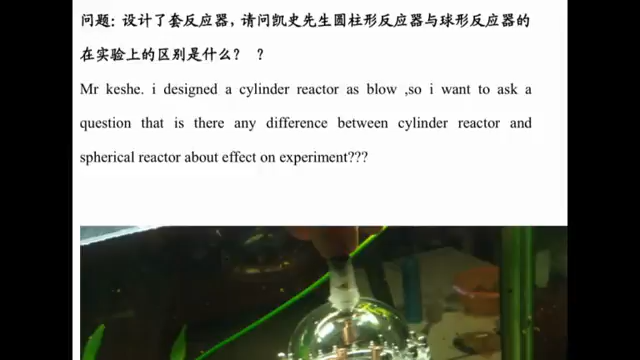 问题：设计了套反应器，请问凯史先生圆柱形反应器与球形反应器的
在实验上的区别是什么？ ？
Mr keshe. i designed a cylinder reactor as blow ,so i want to ask a
question that is there any difference between cylinder reactor and
spherical reactor about effect on experiment???